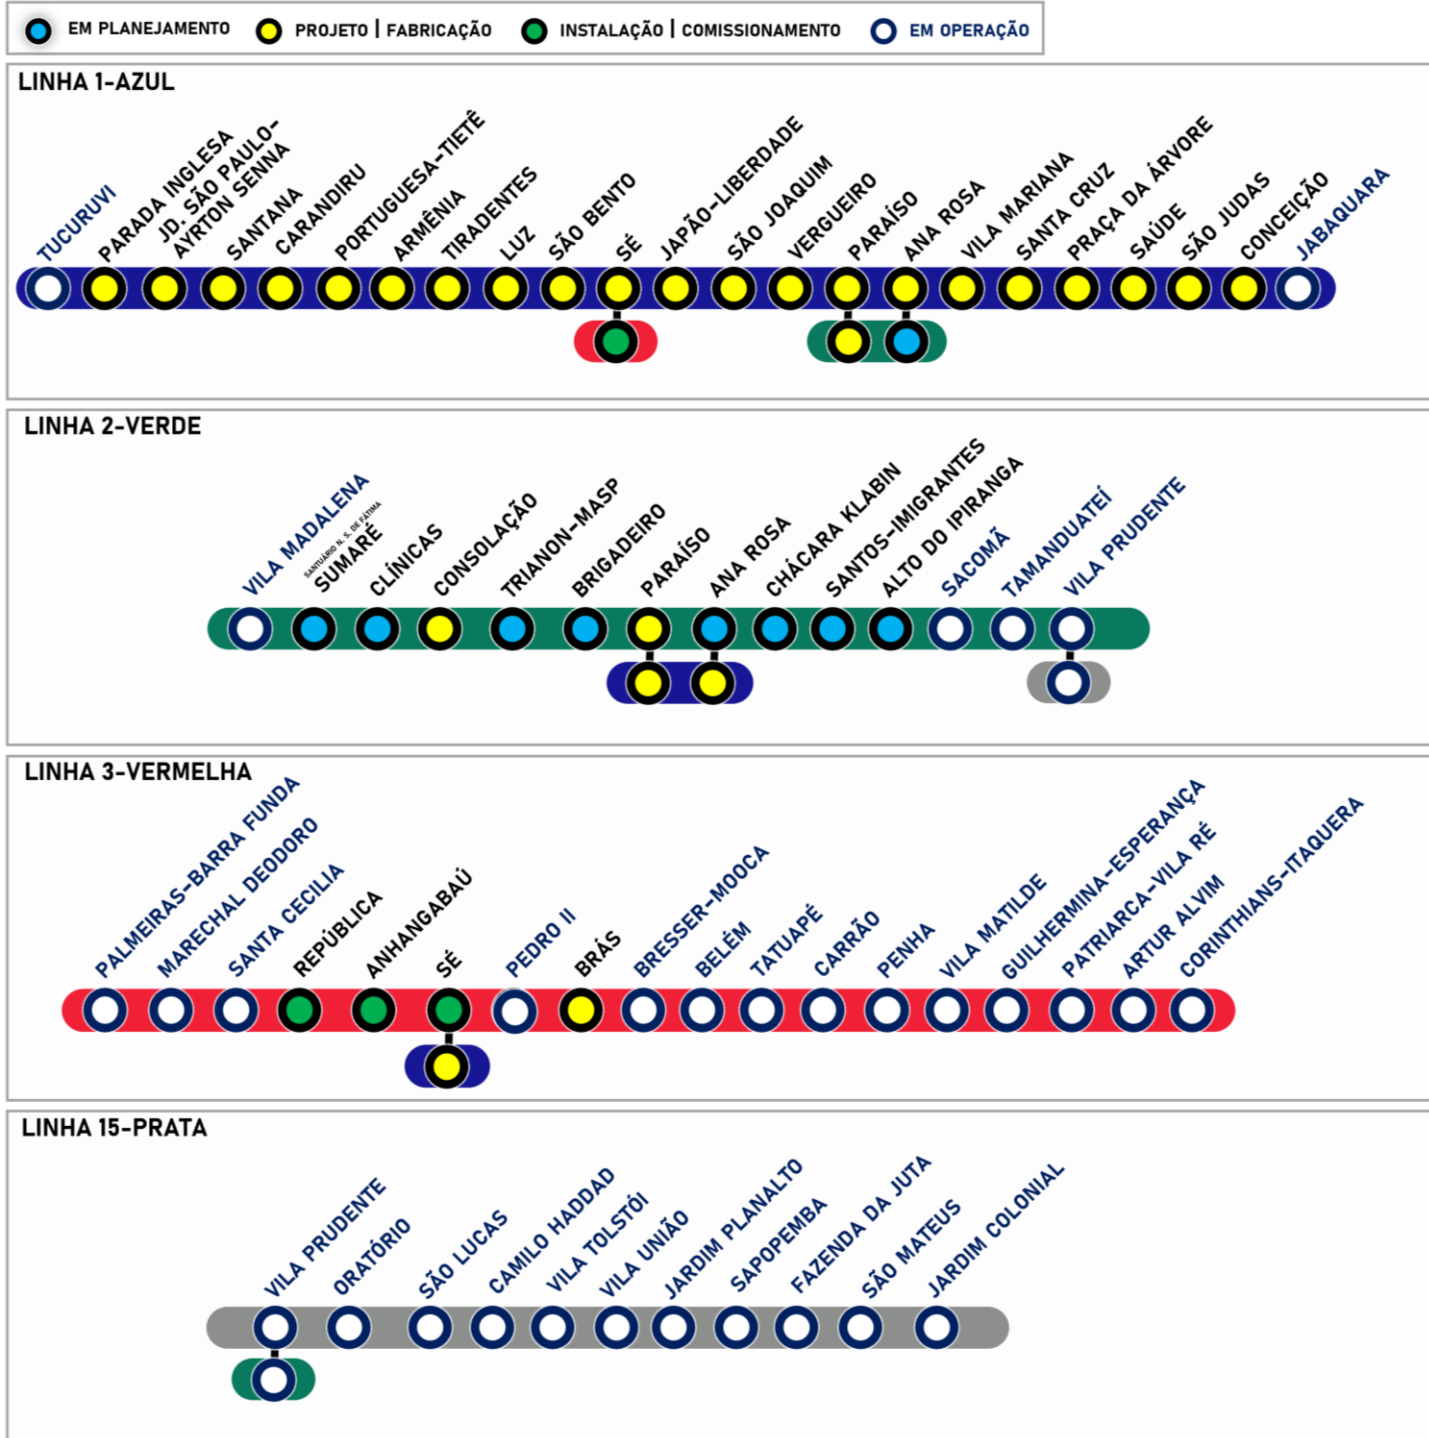 EM PLANEJAMENTO
PROJETO | FABRICAÇÃO
INSTALAÇÃO | COMISSIONAMENTO
EM OPERAÇÃO
LINHA 1-AZUL
TUCURUVI
PARADA INGLESA
JD. SÃO PAULO-
AYRTON SENNA
SANTANA
CARANDIRU
PORTUGUESA-TIETÊ
ARMÊNIA
TIRADENTES
LUZ
SÃO BENTO
SÉ
JAPÃO-LIBERDADE
SÃO JOAQUIM
VERGUEIRO
PARAÍSO
ANA ROSA
VILA MARIANA
SANTA CRUZ
PRAÇA DA ÁRVORE
SAÚDE
SÃO JUDAS
CONCEIÇÃO
JABAQUARA
LINHA 2-VERDE
VILA MADALENA
SANTUÁRIO N. S. DE FÁTIMA
SUMARÉ
CLÍNICAS
CONSOLAÇÃO
TRIANON-MASP
BRIGADEIRO
PARAÍSO
ANA ROSA
CHÁCARA KLABIN
SANTOS-IMIGRANTES
ALTO DO IPIRANGA
SACOMÃ
TAMANDUATEÍ
VILA PRUDENTE
LINHA 3-VERMELHA
PALMEIRAS-BARRA FUNDA
MARECHAL DEODORO
SANTA CECILIA
REPÚBLICA
ANHANGABAÚ
SÉ
PEDRO II
BRÁS
BRESSER-MOOCA
BELÉM
TATUAPÉ
CARRÃO
PENHA
VILA MATILDE
GUILHERMINA-ESPERANÇA
PATRIARCA-VILA RÉ
ARTUR ALVIM
CORINTHIANS-ITAQUERA
LINHA 15-PRATA
VILA PRUDENTE
ORATÓRIO
SÃO LUCAS
CAMILO HADDAD
VILA TOLSTÓI
VILA UNIÃO
JARDIM PLANALTO
SAPOPEMBA
FAZENDA DA JUTA
SÃO MATEUS
JARDIM COLONIAL